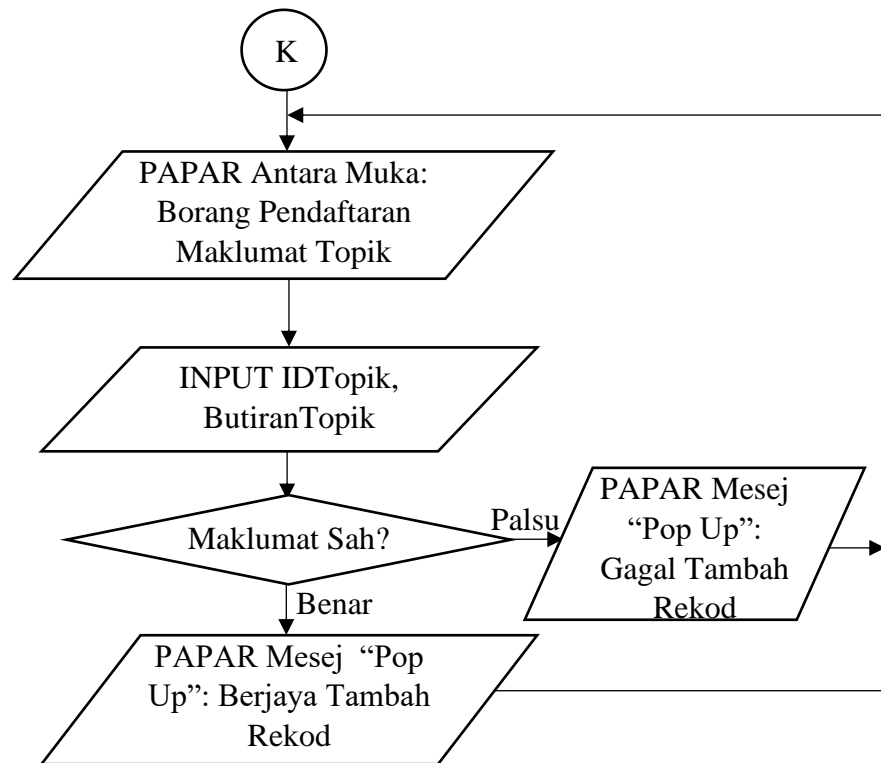 K
PAPAR Antara Muka:
Borang Pendaftaran
Maklumat Topik
INPUT IDTopik,
ButiranTopik
Maklumat Sah?
Palsu
PAPAR Mesej
“Pop Up”:
Gagal Tambah
Rekod
Benar
PAPAR Mesej “Pop
Up”: Berjaya Tambah
Rekod